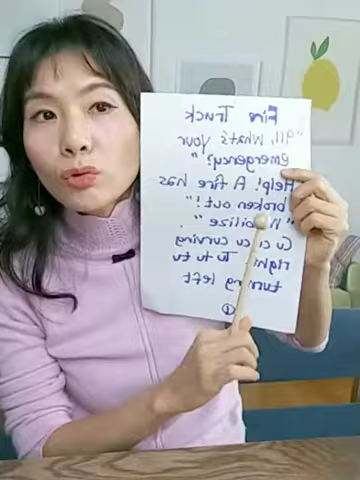 Fire Truck
"911, What's your
emergency?"
Help! A fire has
broken out!"
"Mobilize".
Cu cu cu curving
right Tu tu tu
turning left
①